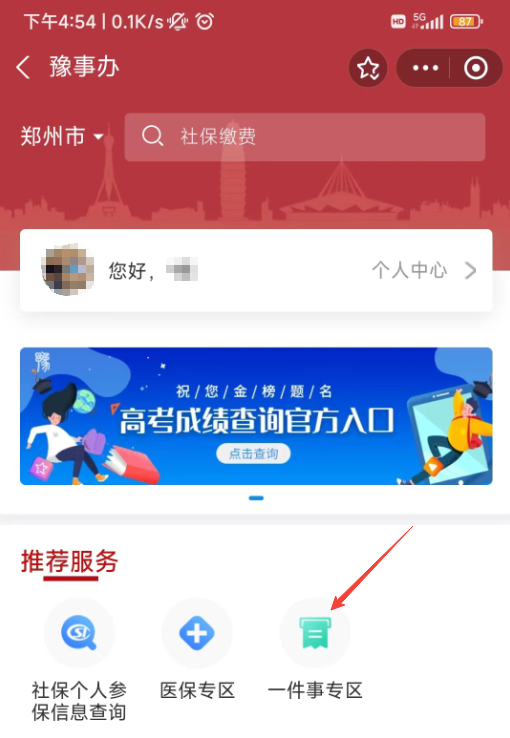 下午4:54 | 0.1K/s
HD 5G 87
豫事办
郑州市
社保缴费
您好，
个人中心
豫
祝/您/金/榜/题/名
高考成绩查询官方入口
点击查询
推荐服务
社保个人参
保信息查询
医保专区
一件事专区